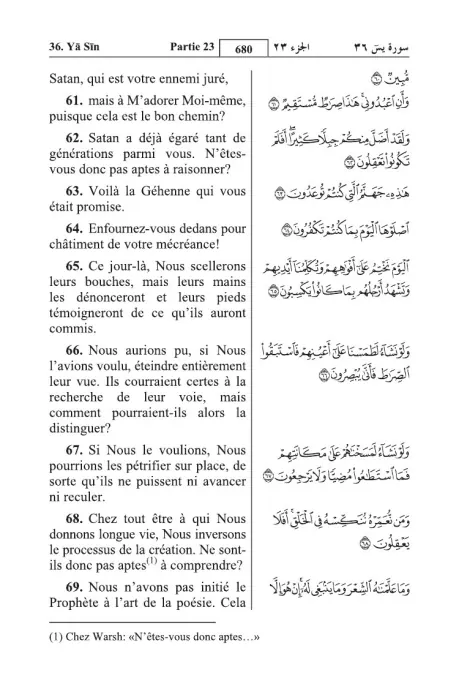 36. Yā Sīn Partie 23 680 الجزء ٢٣ سورة يس ٣٦
Satan, qui est votre ennemi juré,
61. mais à M'adorer Moi-même,
puisque cela est le bon chemin?
62. Satan a déjà égaré tant de
générations parmi vous. N'êtes-
vous donc pas aptes à raisonner?
63. Voilà la Géhenne qui vous
était promise.
64. Enfournez-vous dedans pour
châtiment de votre mécréance!
65. Ce jour-là, Nous scellerons
leurs bouches, mais leurs mains
les dénonceront et leurs pieds
témoigneront de ce qu'ils auront
commis.
66. Nous aurions pu, si Nous
l'avions voulu, éteindre entièrement
leur vue. Ils courraient certes à la
recherche de leur voie, mais
comment pourraient-ils alors la
distinguer?
67. Si Nous le voulions, Nous
pourrions les pétrifier sur place, de
sorte qu'ils ne puissent ni avancer
ni reculer.
68. Chez tout être à qui Nous
donnons longue vie, Nous inversons
le processus de la création. Ne sont-
ils donc pas aptes(1) à comprendre?
69. Nous n'avons pas initié le
Prophète à l'art de la poésie. Cela
مُّبِينٌ ٦٠
وَأَنِ ٱعْبُدُونِى هَٰذَا صِرَٰطٌ مُّسْتَقِيمٌ ٦١
وَلَقَدْ أَضَلَّ مِنكُمْ جِبِلًّا كَثِيرًا أَفَلَمْ
تَكُونُوا۟ تَعْقِلُونَ ٦٢
هَٰذِهِۦ جَهَنَّمُ ٱلَّتِى كُنتُمْ تُوعَدُونَ ٦٣
ٱصْلَوْهَا ٱلْيَوْمَ بِمَا كُنتُمْ تَكْفُرُونَ ٦٤
ٱلْيَوْمَ نَخْتِمُ عَلَىٰٓ أَفْوَٰهِهِمْ وَتُكَلِّمُنَآ أَيْدِيهِمْ
وَتَشْهَدُ أَرْجُلُهُم بِمَا كَانُوا۟ يَكْسِبُونَ ٦٥
وَلَوْ نَشَآءُ لَطَمَسْنَا عَلَىٰٓ أَعْيُنِهِمْ فَٱسْتَبَقُوا۟
ٱلصِّرَٰطَ فَأَنَّىٰ يُبْصِرُونَ ٦٦
وَلَوْ نَشَآءُ لَمَسَخْنَٰهُمْ عَلَىٰ مَكَانَتِهِمْ
فَمَا ٱسْتَطَٰعُوا۟ مُضِيًّا وَلَا يَرْجِعُونَ ٦٧
وَمَن نُّعَمِّرْهُ نُنَكِّسْهُ فِى ٱلْخَلْقِ أَفَلَا
يَعْقِلُونَ ٦٨
وَمَا عَلَّمْنَٰهُ ٱلشِّعْرَ وَمَا يَنۢبَغِى لَهُۥٓ إِنْ هُوَ إِلَّا
(1) Chez Warsh: «N'êtes-vous donc aptes…»